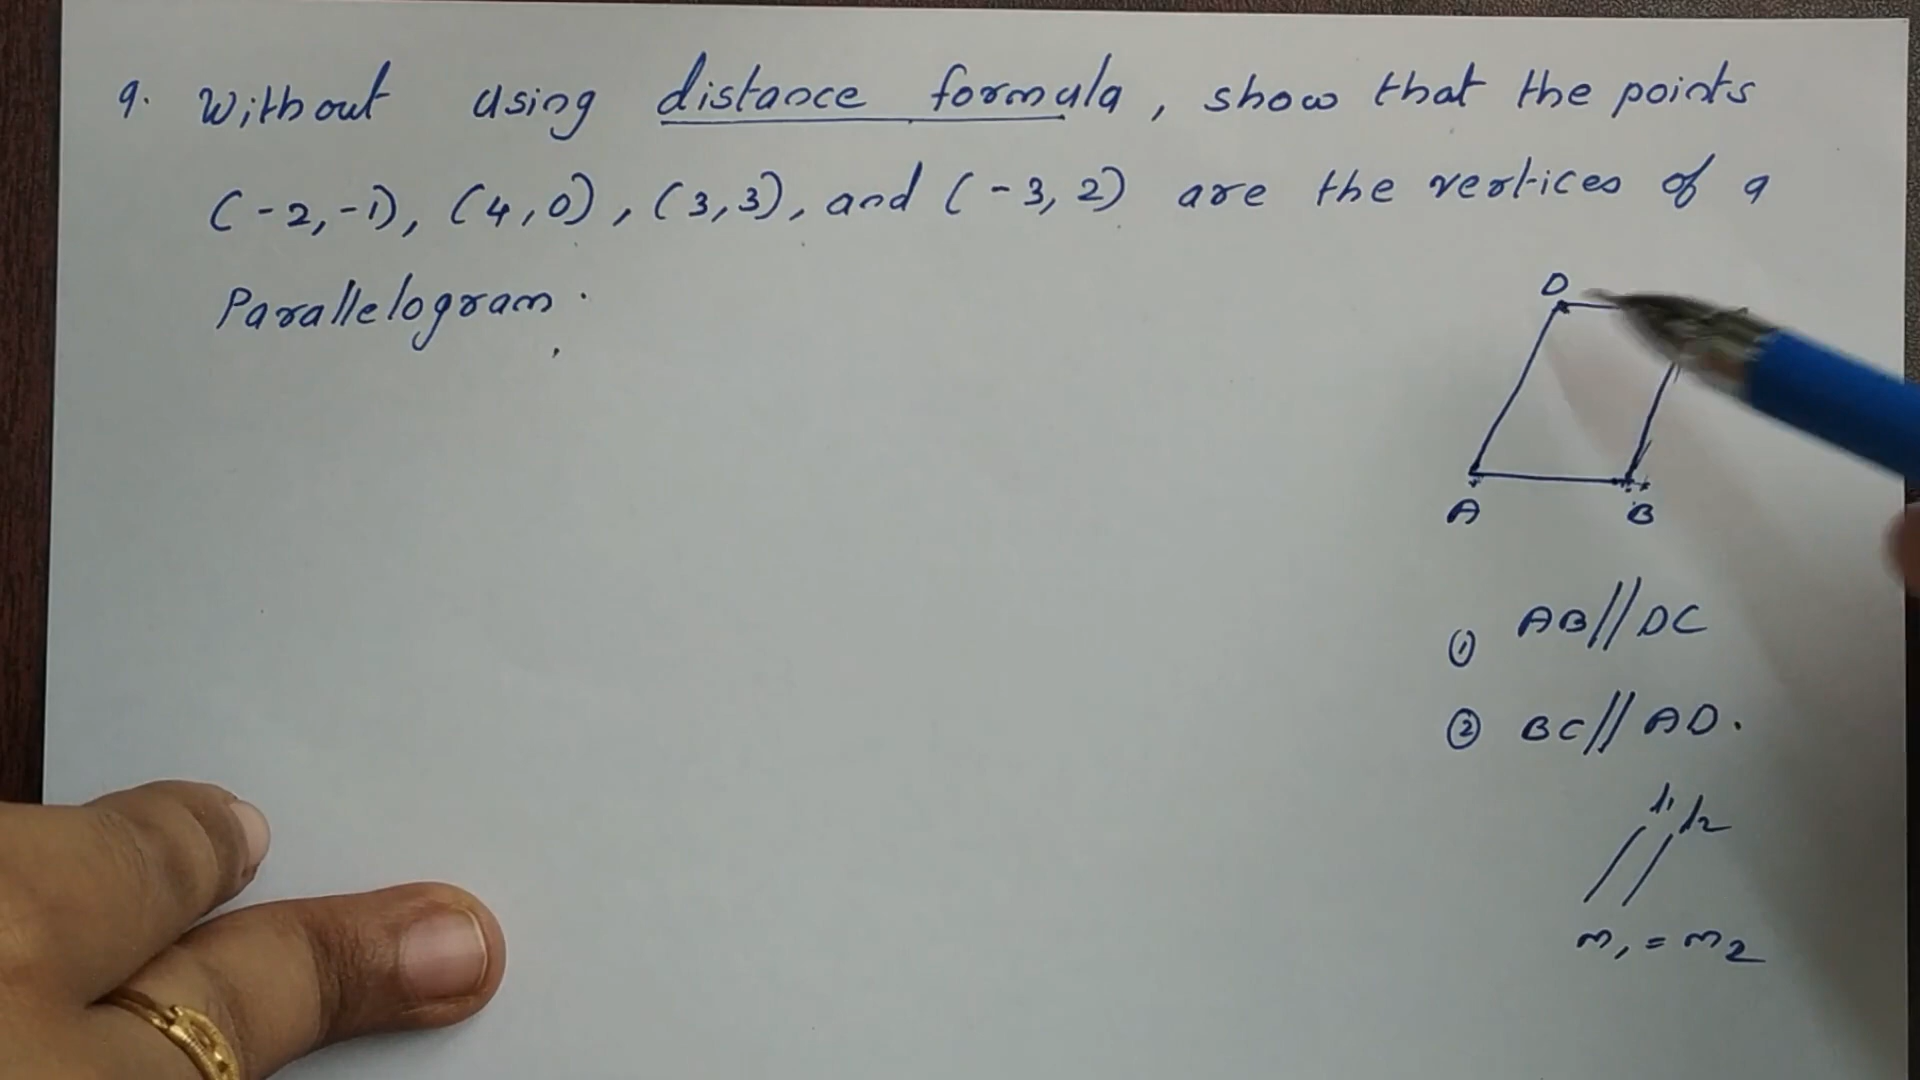 9. Without using distance formula, show that the points
(-2,-1), (4,0), (3,3), and (-3,2) are the vertices of a
Parallelogram.
D
A B
① AB//DC
② BC//AD.
l1 l2
m1 = m2